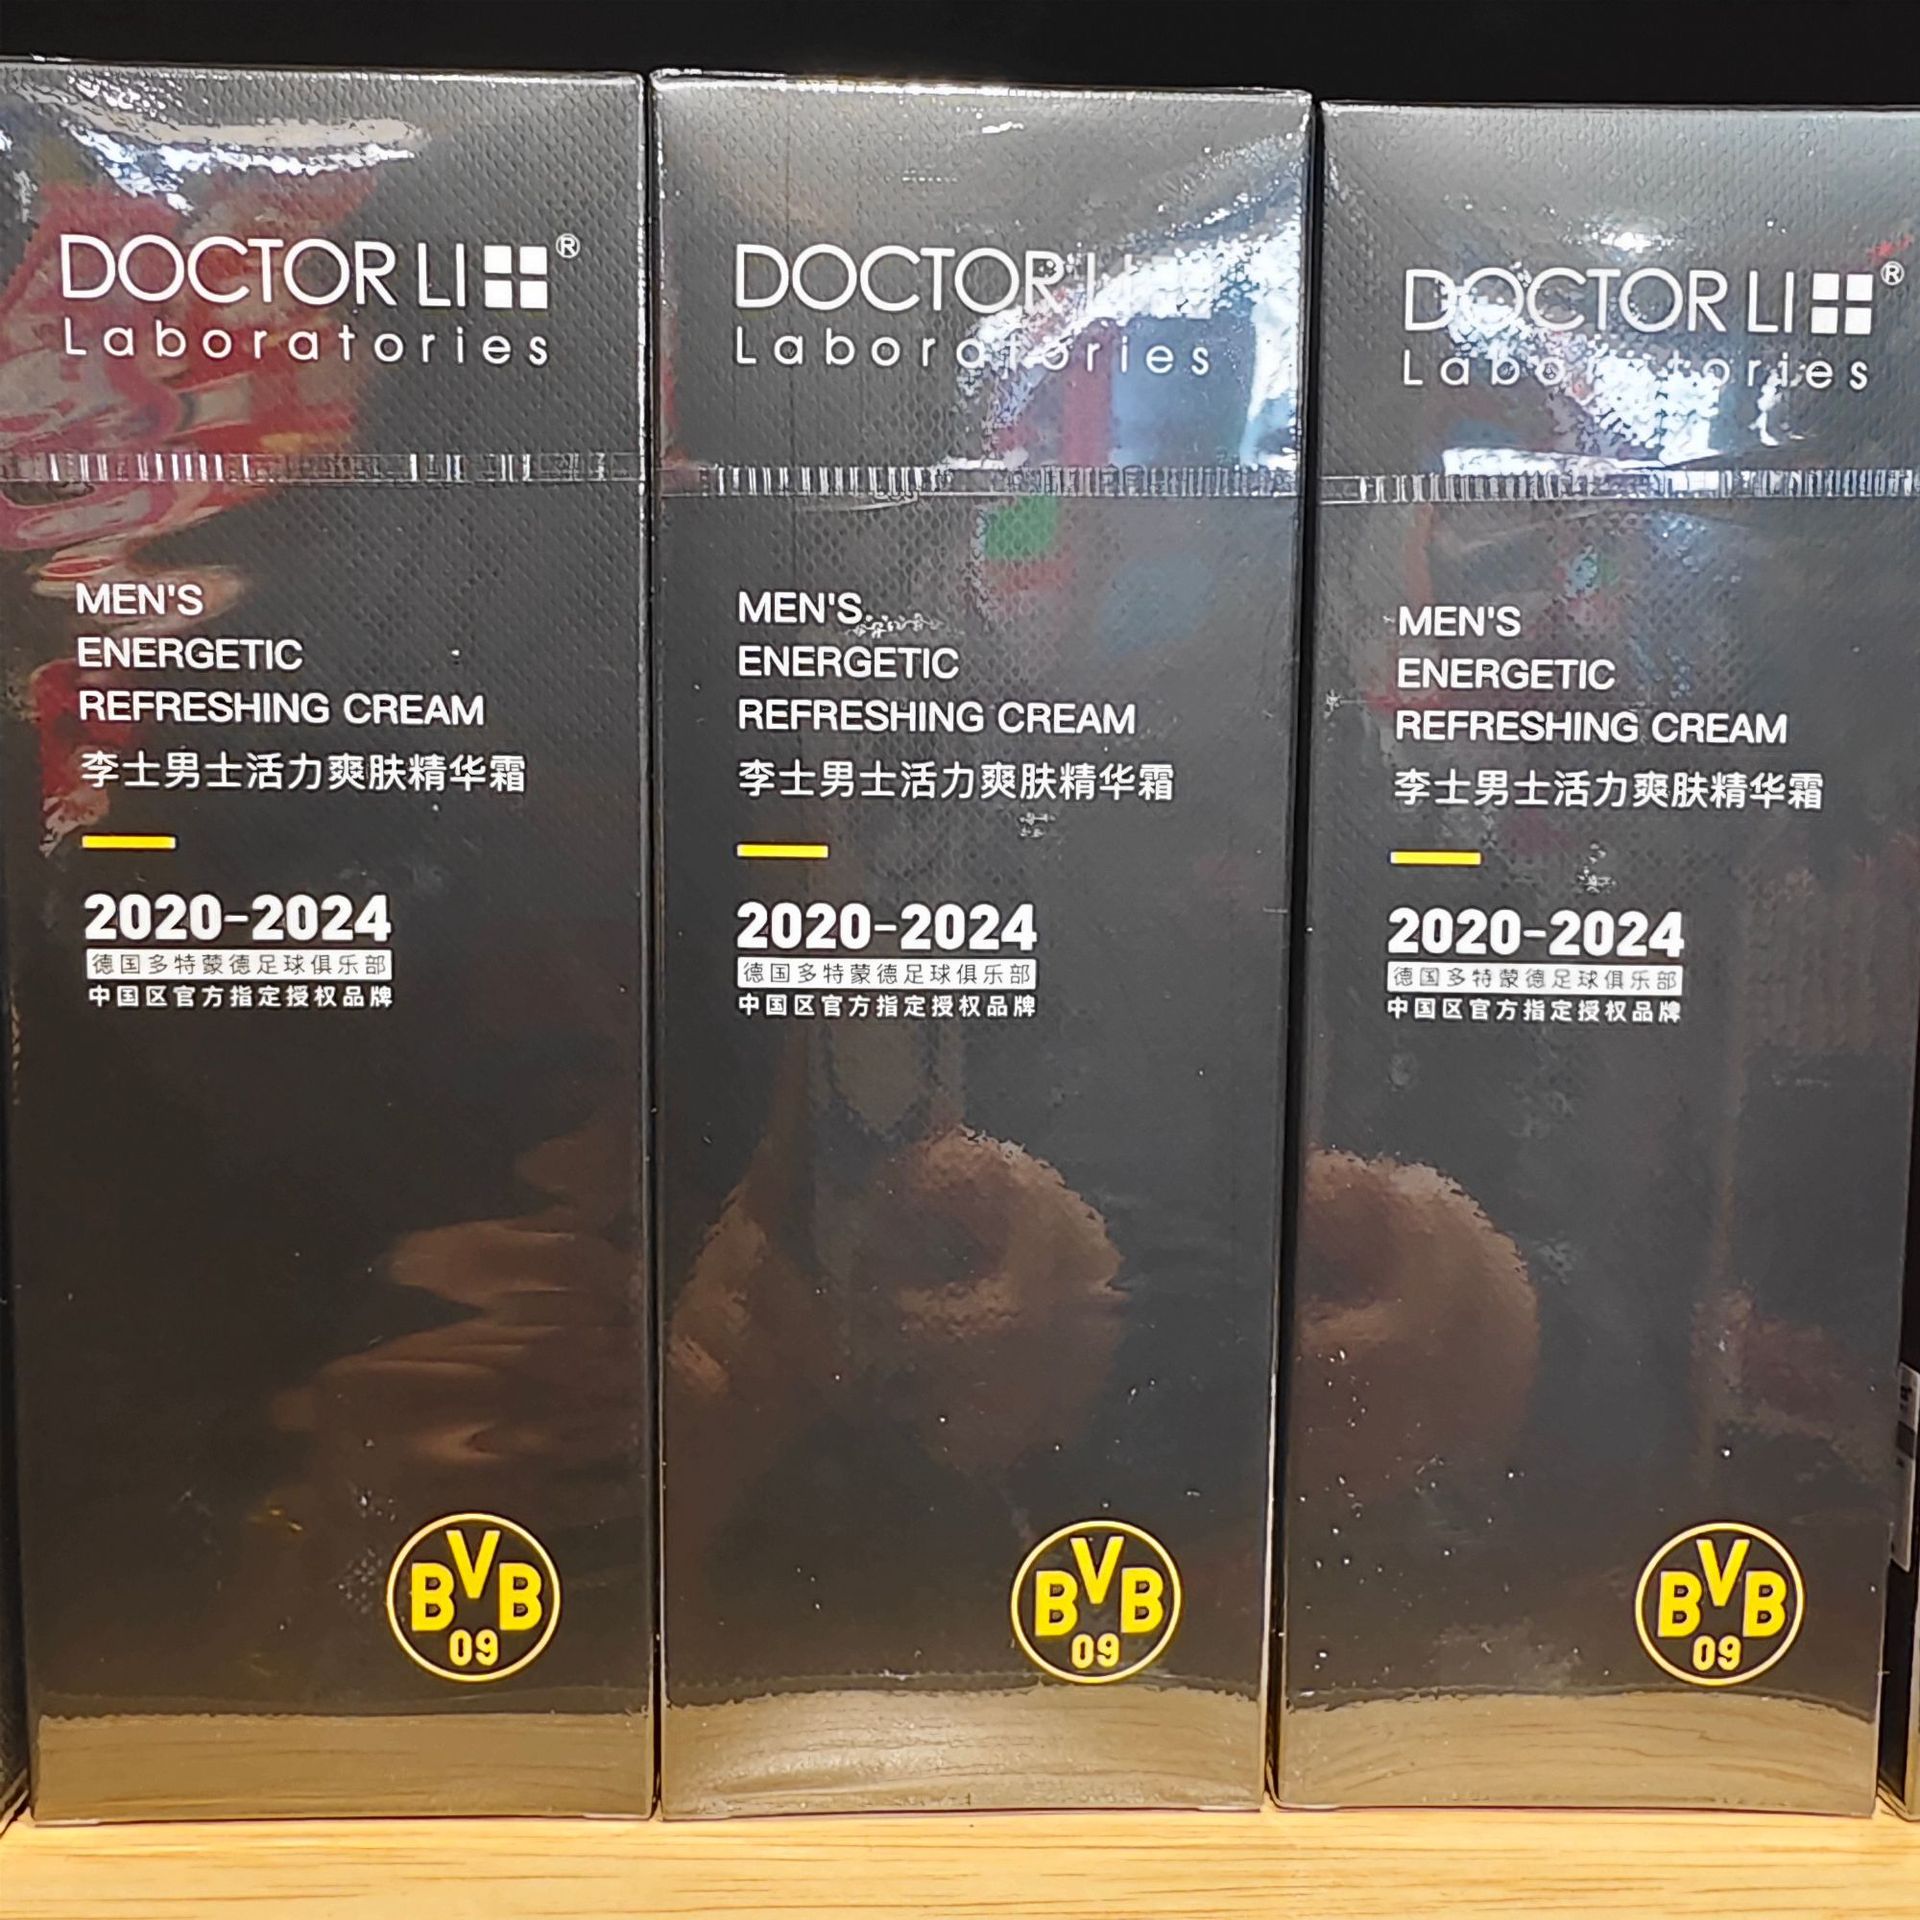 DOCTOR LI ®
Laboratories
MEN'S
ENERGETIC
REFRESHING CREAM
李士男士活力爽肤精华霜
2020-2024
德国多特蒙德足球俱乐部
中国区官方指定授权品牌
BVB
09
DOCTOR LI
Laboratories
MEN'S
ENERGETIC
REFRESHING CREAM
李士男士活力爽肤精华霜
2020-2024
德国多特蒙德足球俱乐部
中国区官方指定授权品牌
BVB
09
DOCTOR LI ®
Laboratories
MEN'S
ENERGETIC
REFRESHING CREAM
李士男士活力爽肤精华霜
2020-2024
德国多特蒙德足球俱乐部
中国区官方指定授权品牌
BVB
09